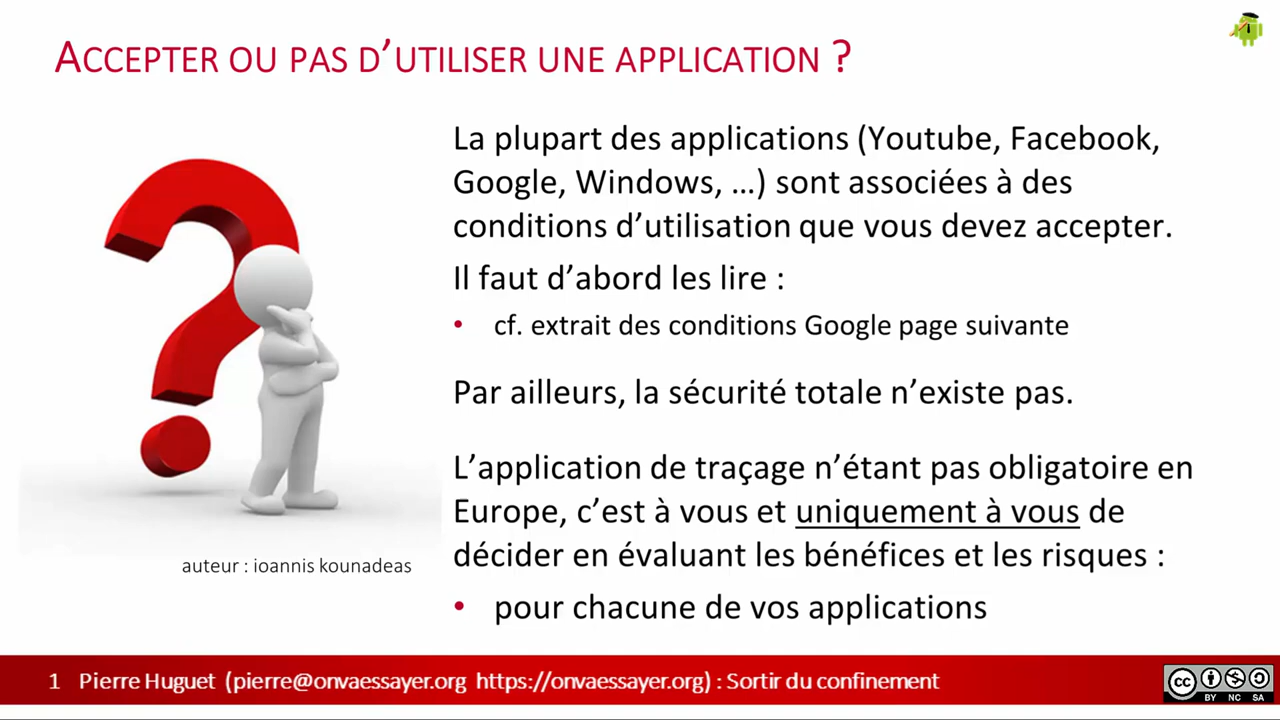 ACCEPTER OU PAS D’UTILISER UNE APPLICATION ?
La plupart des applications (Youtube, Facebook,
Google, Windows, …) sont associées à des
conditions d’utilisation que vous devez accepter.
Il faut d’abord les lire :
• cf. extrait des conditions Google page suivante
Par ailleurs, la sécurité totale n’existe pas.
L’application de traçage n’étant pas obligatoire en
Europe, c’est à vous et uniquement à vous de
décider en évaluant les bénéfices et les risques :
• pour chacune de vos applications
auteur : ioannis kounadeas
1 Pierre Huguet (pierre@onvaessayer.org https://onvaessayer.org) : Sortir du confinement
cc
BY NC SA